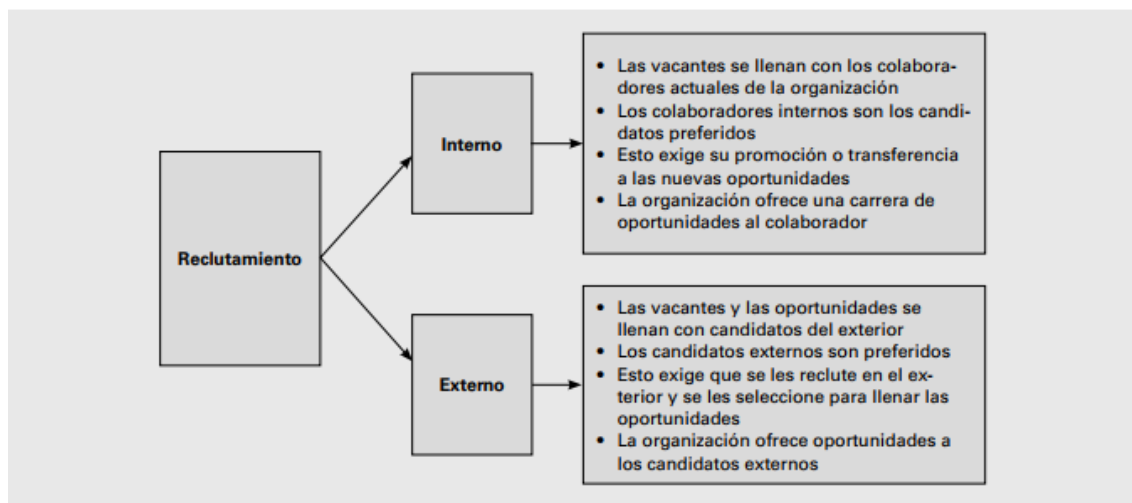 Reclutamiento
Interno
• Las vacantes se llenan con los colabora-
dores actuales de la organización
• Los colaboradores internos son los candi-
datos preferidos
• Esto exige su promoción o transferencia
a las nuevas oportunidades
• La organización ofrece una carrera de
oportunidades al colaborador
Externo
• Las vacantes y las oportunidades se
llenan con candidatos del exterior
• Los candidatos externos son preferidos
• Esto exige que se les reclute en el ex-
terior y se les seleccione para llenar las
oportunidades
• La organización ofrece oportunidades a
los candidatos externos